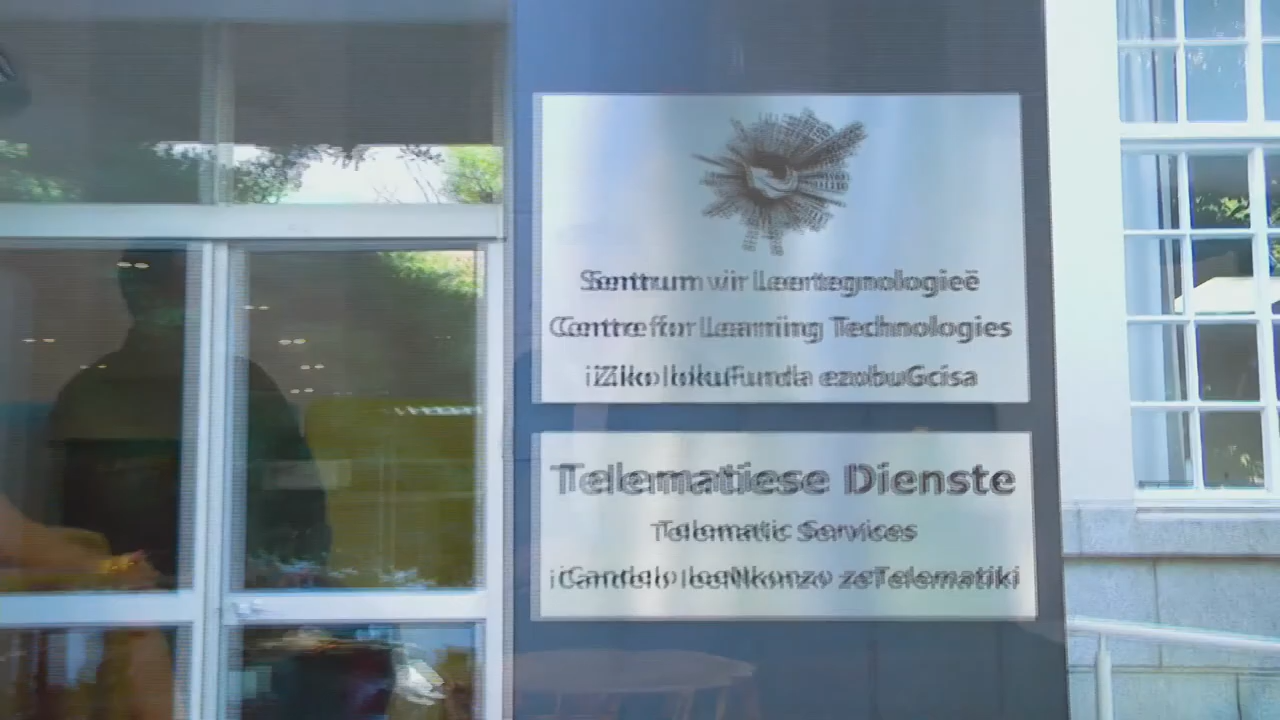 Sentrum vir Leertegnologieë
Centre for Learning Technologies
iZiko lokuFunda ezobuGcisa
Telematiese Dienste
Telematic Services
iCandelo leeNkonzo zeTelematiki